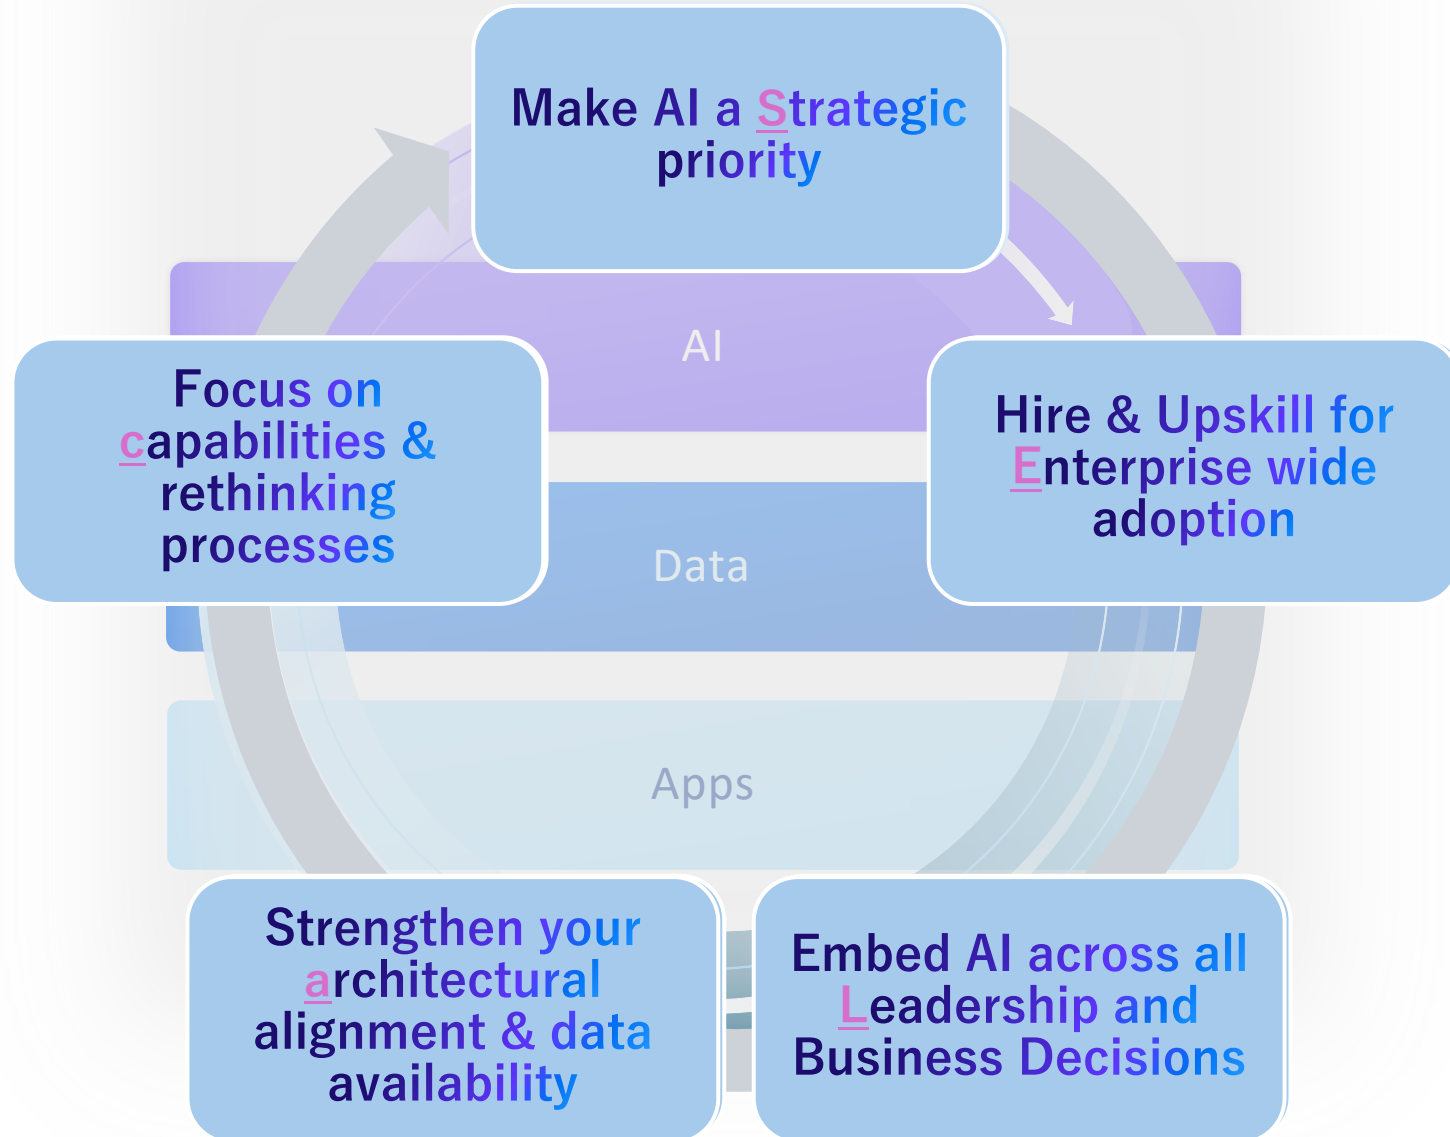 Make AI a Strategic
priority
AI
Focus on
capabilities &
rethinking
processes
Hire & Upskill for
Enterprise wide
adoption
Data
Apps
Strengthen your
architectural
alignment & data
availability
Embed AI across all
Leadership and
Business Decisions